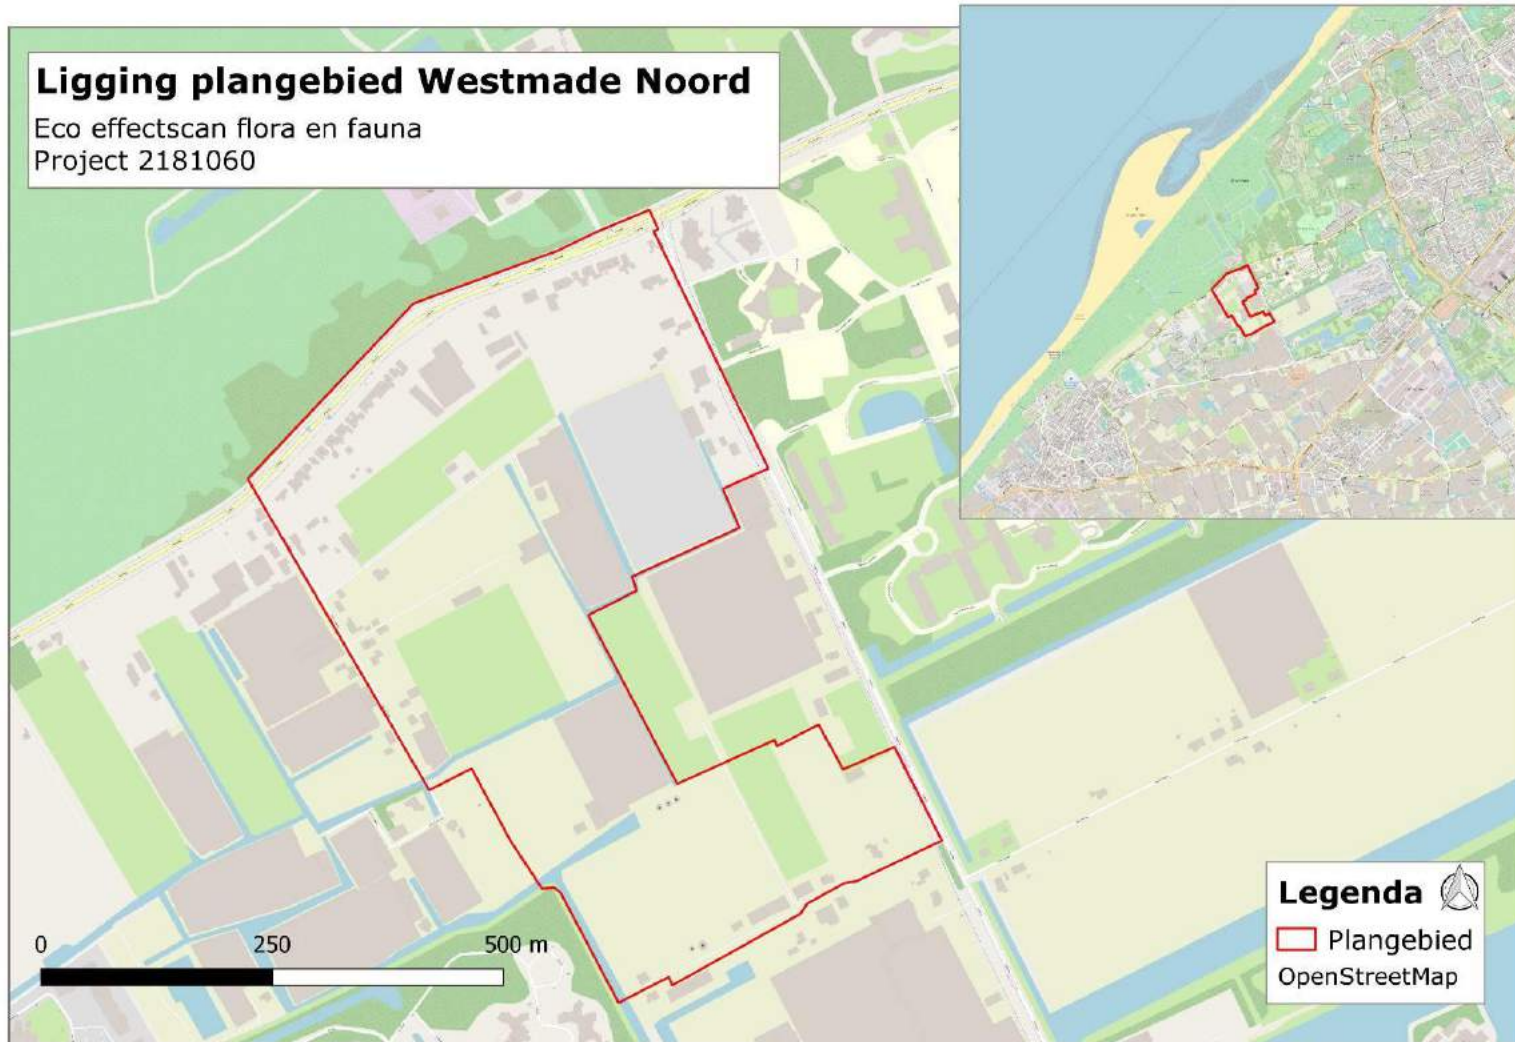 Ligging plangebied Westmade Noord
Eco effectscan flora en fauna
Project 2181060
0 250 500 m
Legenda
Plangebied
OpenStreetMap